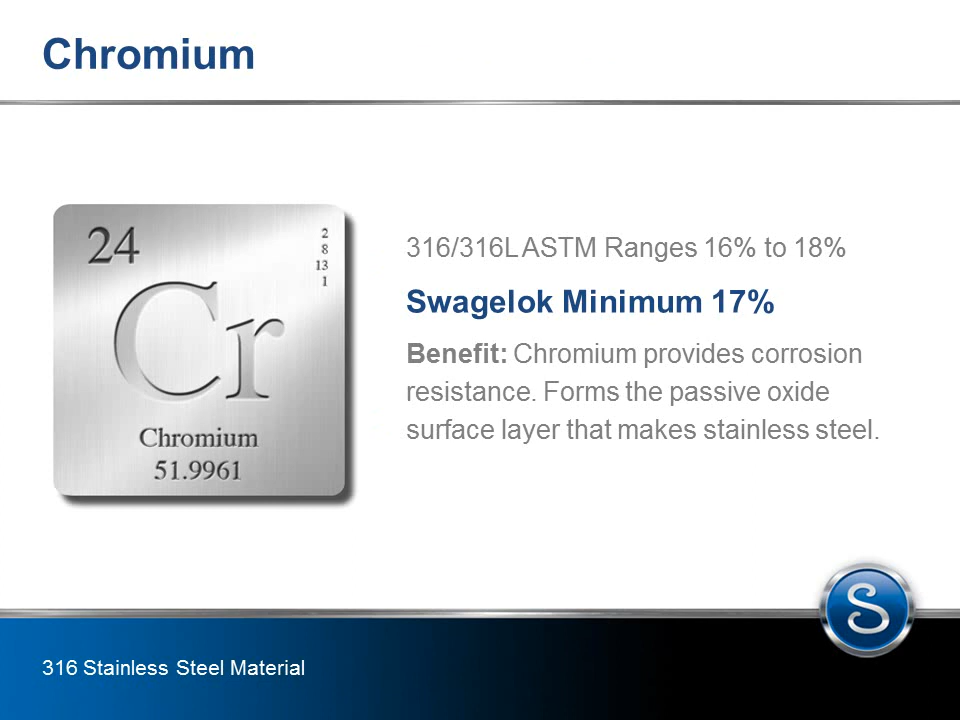 Chromium
24
2
8
13
1
Cr
Chromium
51.9961
316/316L ASTM Ranges 16% to 18%
Swagelok Minimum 17%
Benefit: Chromium provides corrosion
resistance. Forms the passive oxide
surface layer that makes stainless steel.
S
316 Stainless Steel Material